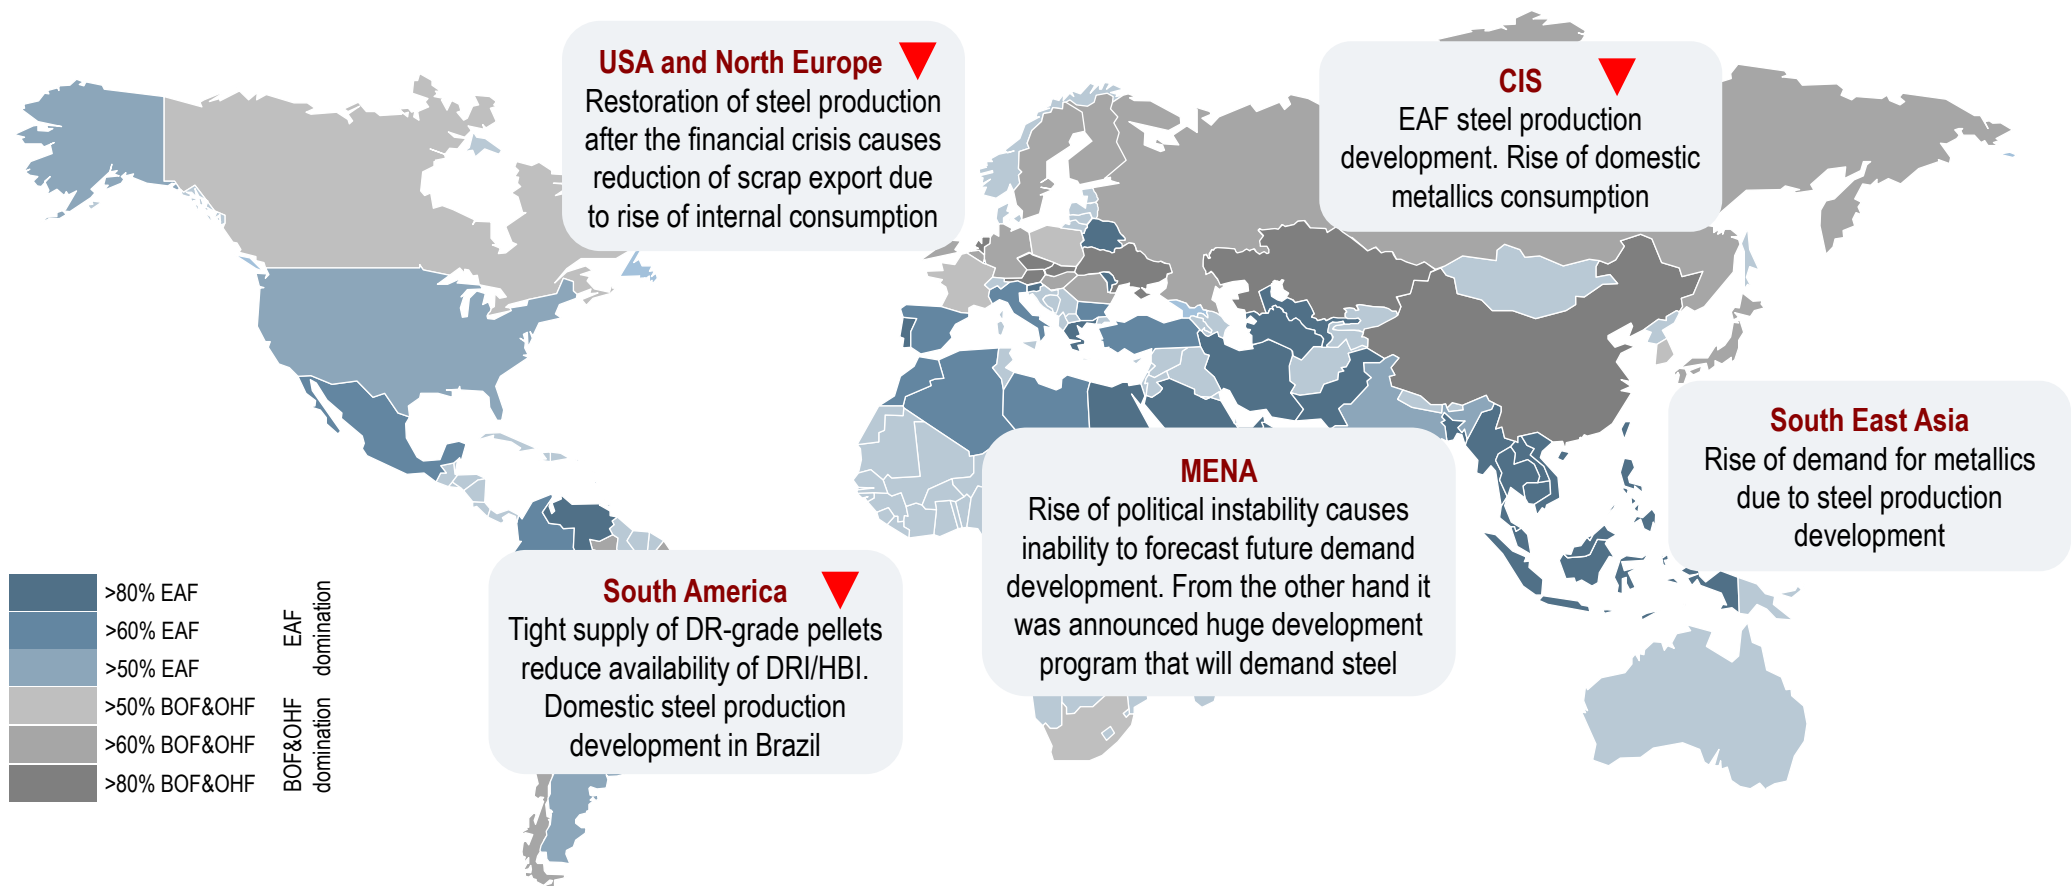 USA and North Europe
Restoration of steel production
after the financial crisis causes
reduction of scrap export due
to rise of internal consumption
CIS
EAF steel production
development. Rise of domestic
metallics consumption
South East Asia
Rise of demand for metallics
due to steel production
development
MENA
Rise of political instability causes
inability to forecast future demand
development. From the other hand it
was announced huge development
program that will demand steel
South America
Tight supply of DR-grade pellets
reduce availability of DRI/HBI.
Domestic steel production
development in Brazil
>80% EAF
>60% EAF
>50% EAF
EAF
domination
>50% BOF&OHF
>60% BOF&OHF
>80% BOF&OHF
BOF&OHF
domination